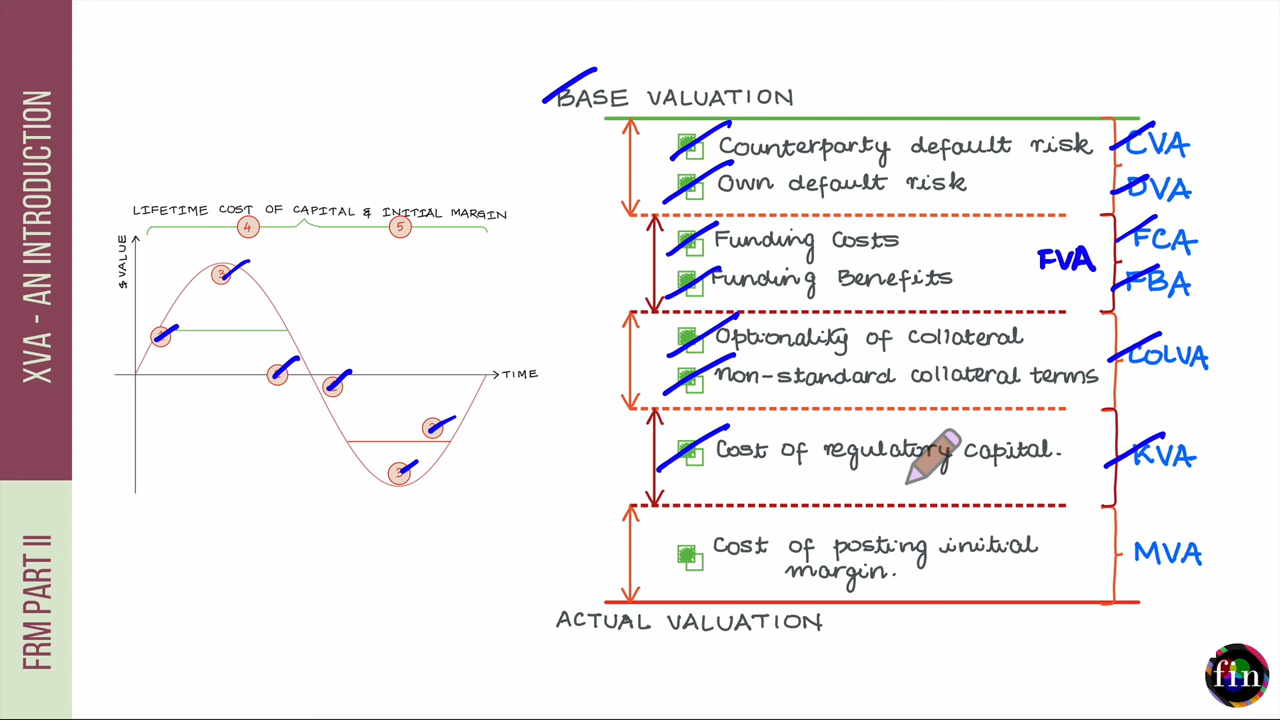 XVA - AN INTRODUCTION
FRM PART II
LIFETIME COST OF CAPITAL & INITIAL MARGIN
4
5
$ VALUE
3
TIME
3
BASE VALUATION
Counterparty default risk
CVA
Own default risk
DVA
Funding Costs
FCA
FVA
Funding Benefits
FBA
Optionality of collateral
COLVA
Non-standard collateral terms
Cost of regulatory capital.
KVA
Cost of posting initial
margin.
MVA
ACTUAL VALUATION
fin